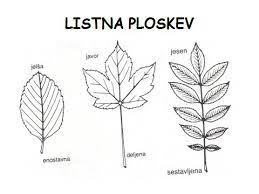 LISTNA PLOSKEV
jelša
javor
jesen
enostavna
deljena
sestavljena